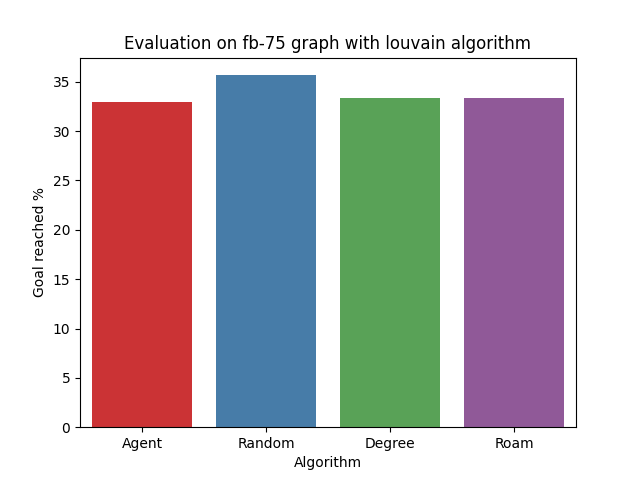 Evaluation on fb-75 graph with louvain algorithm
35
30
25
20
15
10
5
0
Goal reached %
Agent Random Degree Roam
Algorithm